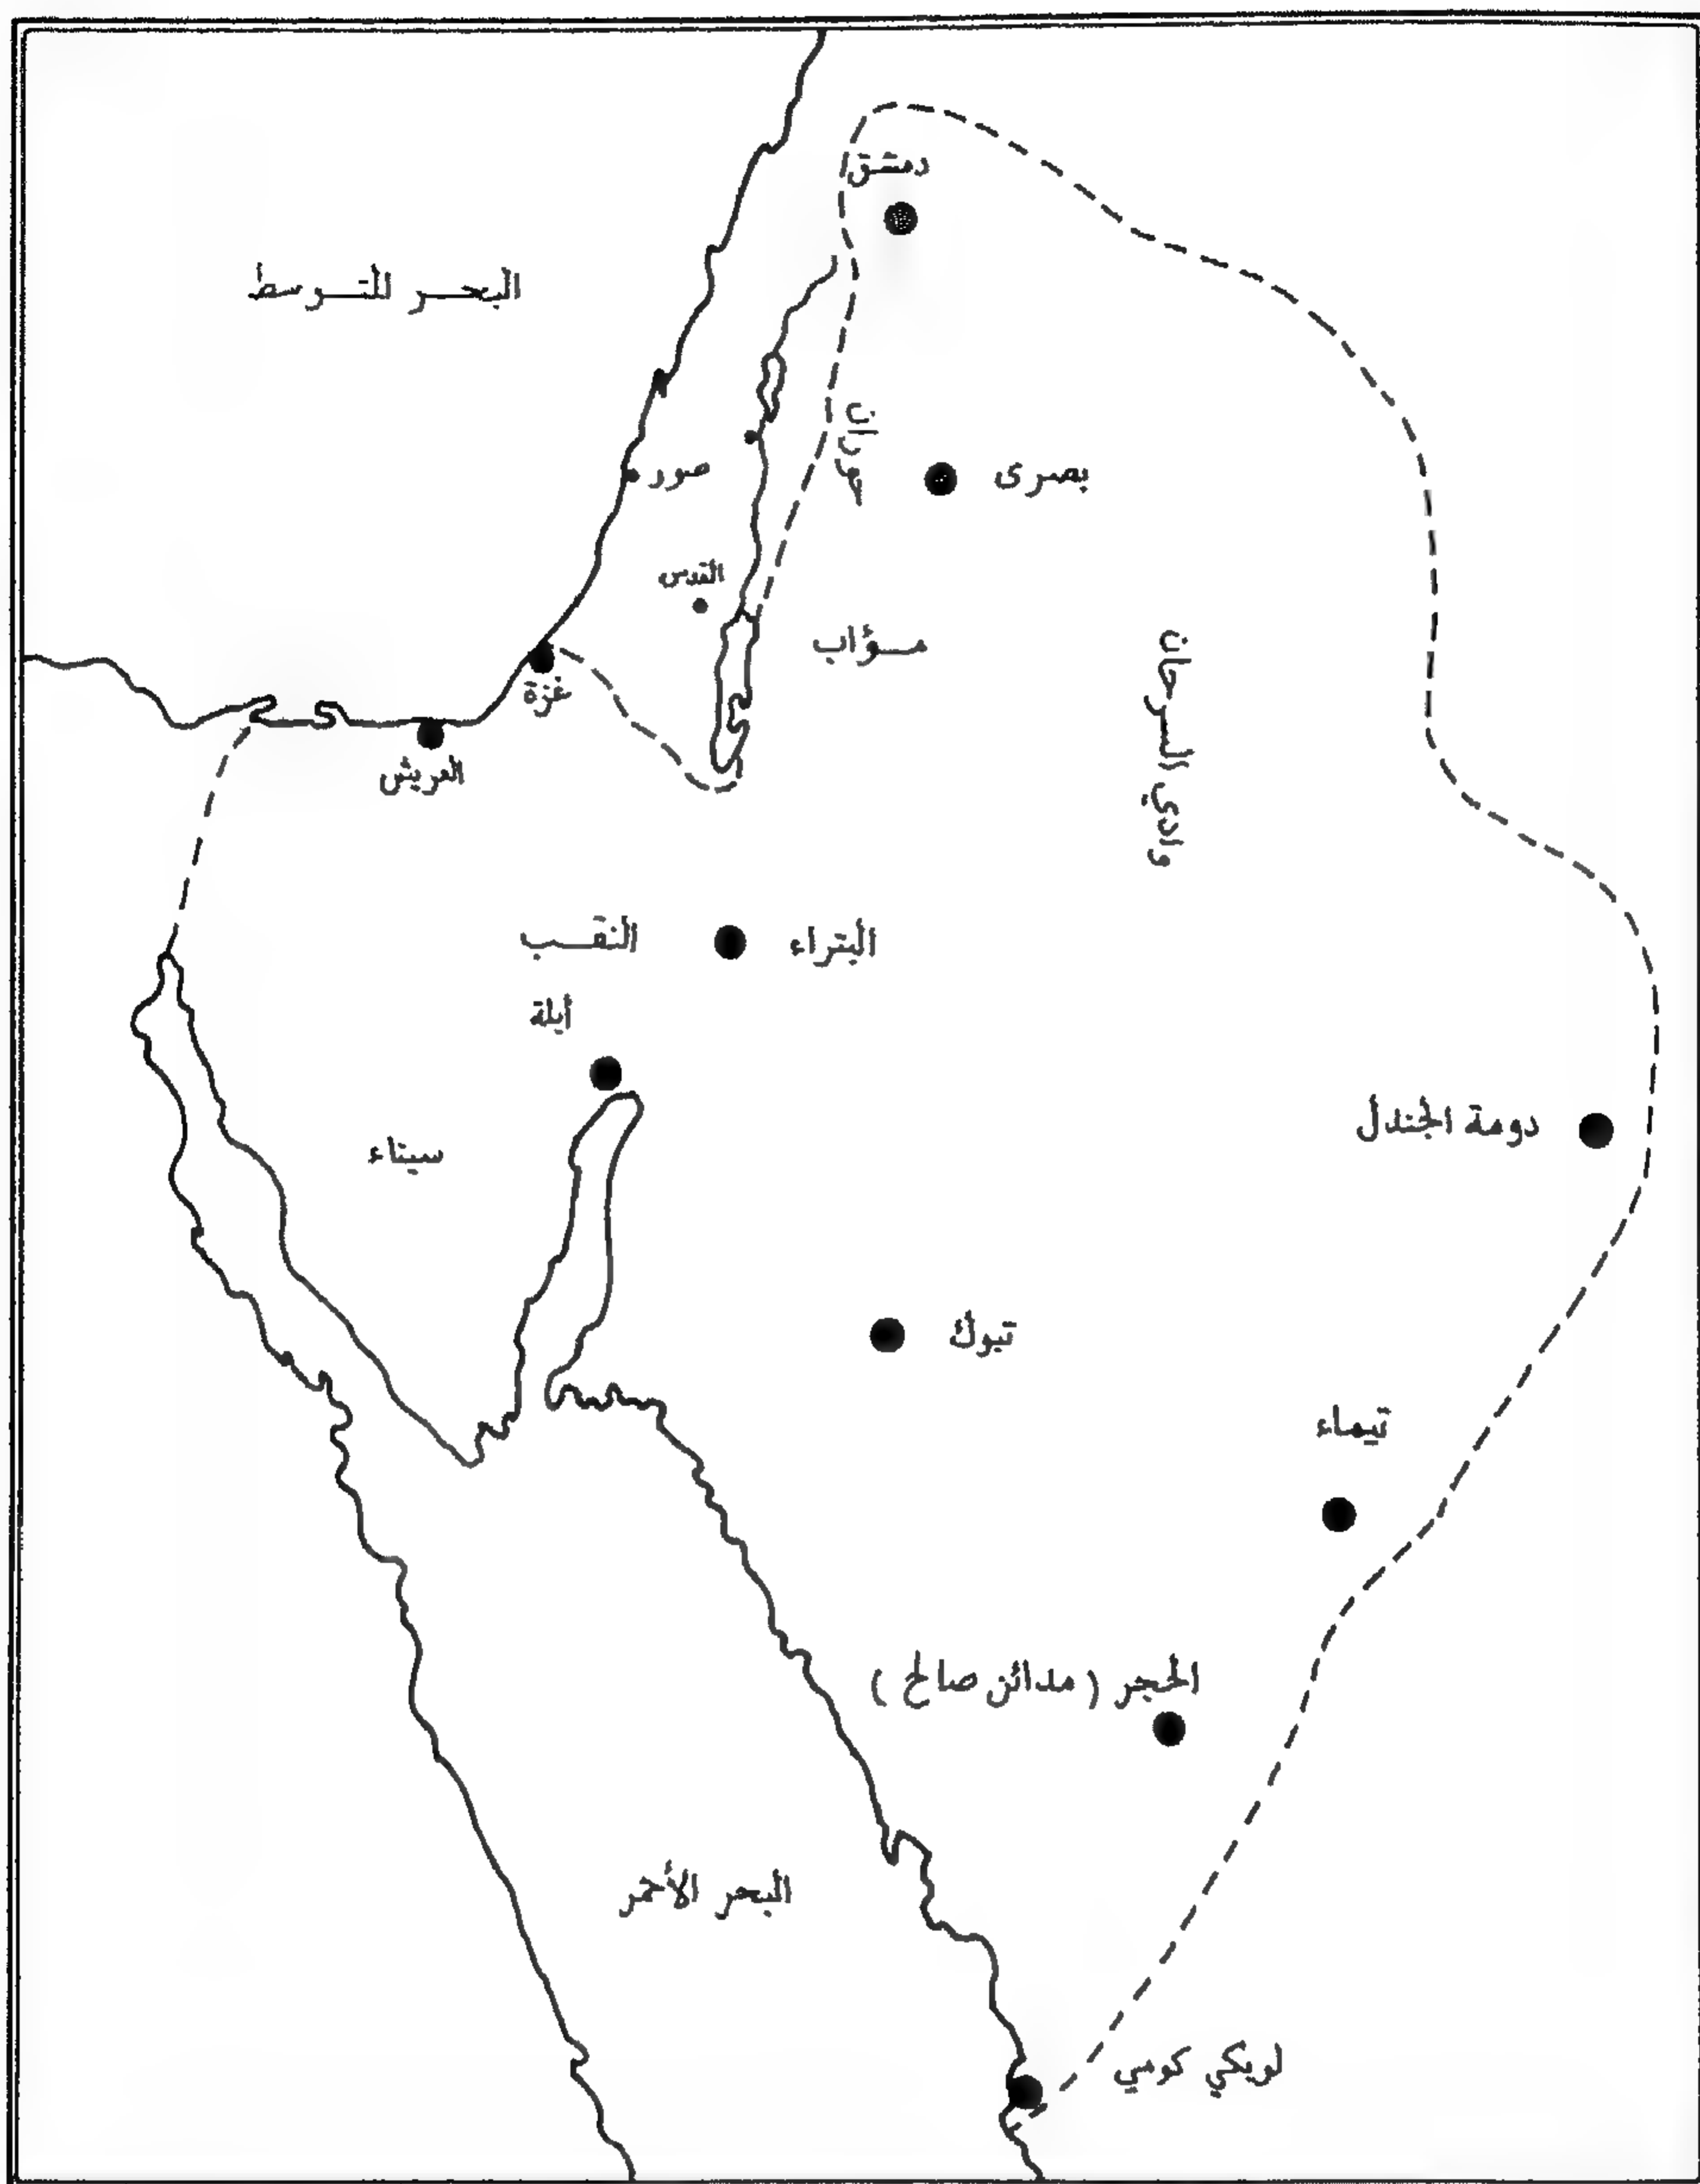 دمشق
البحر المتوسط
بصرى
صور
القدس
مؤاب
وادي السرحان
غزة
العريش
البتراء
النقب
أيلة
دومة الجندل
سيناء
تبوك
تيماء
الحجر ( مدائن صالح )
البحر الأحمر
لويكي كومي